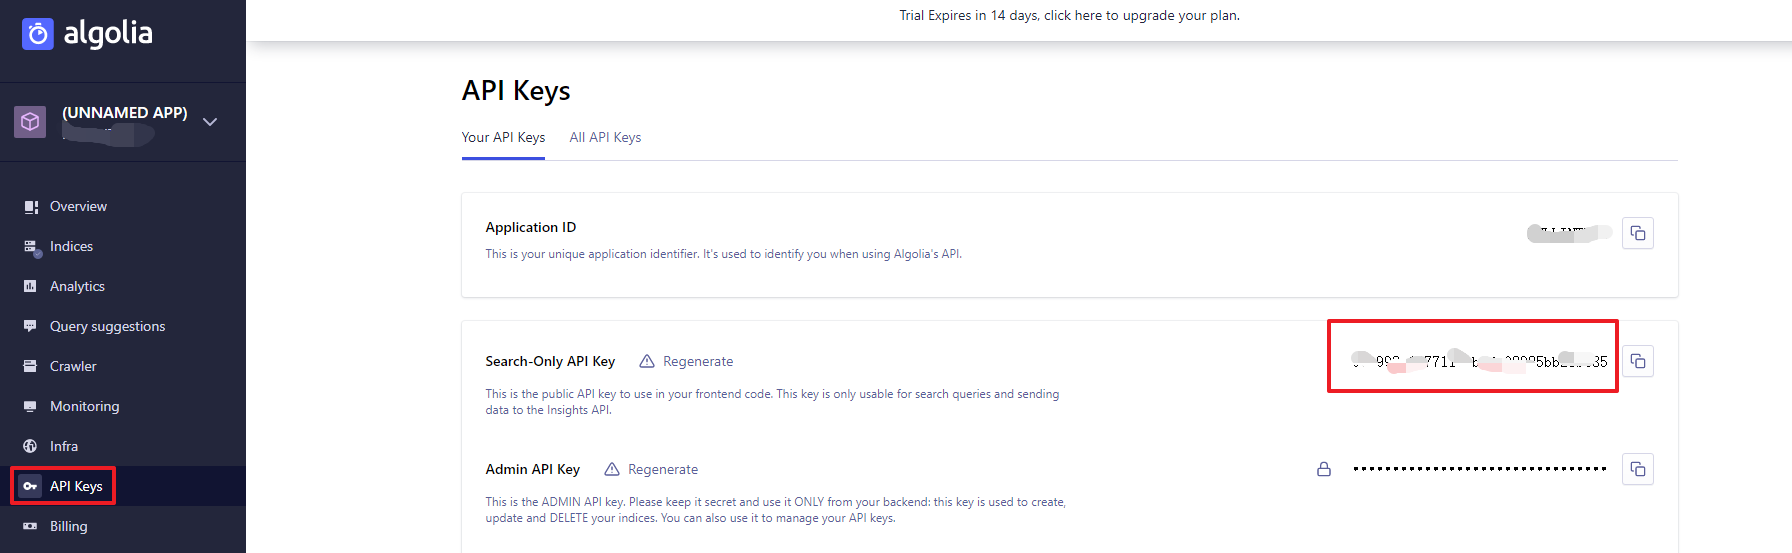 algolia
Trial Expires in 14 days, click here to upgrade your plan.
(UNNAMED APP)
Overview
Indices
Analytics
Query suggestions
Crawler
Monitoring
Infra
API Keys
Billing
API Keys
Your API Keys
All API Keys
Application ID
This is your unique application identifier. It's used to identify you when using Algolia's API.
Search-Only API Key
Regenerate
This is the public API key to use in your frontend code. This key is only usable for search queries and sending
data to the Insights API.
Admin API Key
Regenerate
This is the ADMIN API key. Please keep it secret and use it ONLY from your backend: this key is used to create,
update and DELETE your indices. You can also use it to manage your API keys.